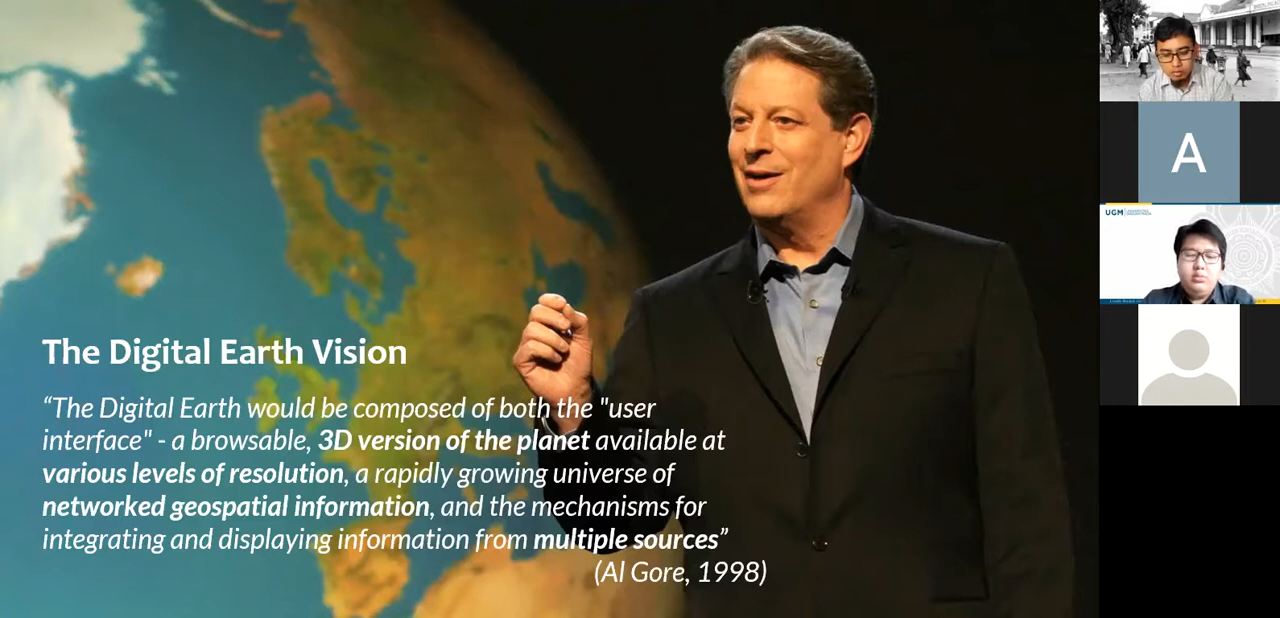 The Digital Earth Vision
“The Digital Earth would be composed of both the "user
interface" - a browsable, 3D version of the planet available at
various levels of resolution, a rapidly growing universe of
networked geospatial information, and the mechanisms for
integrating and displaying information from multiple sources”
(Al Gore, 1998)
A
UGM